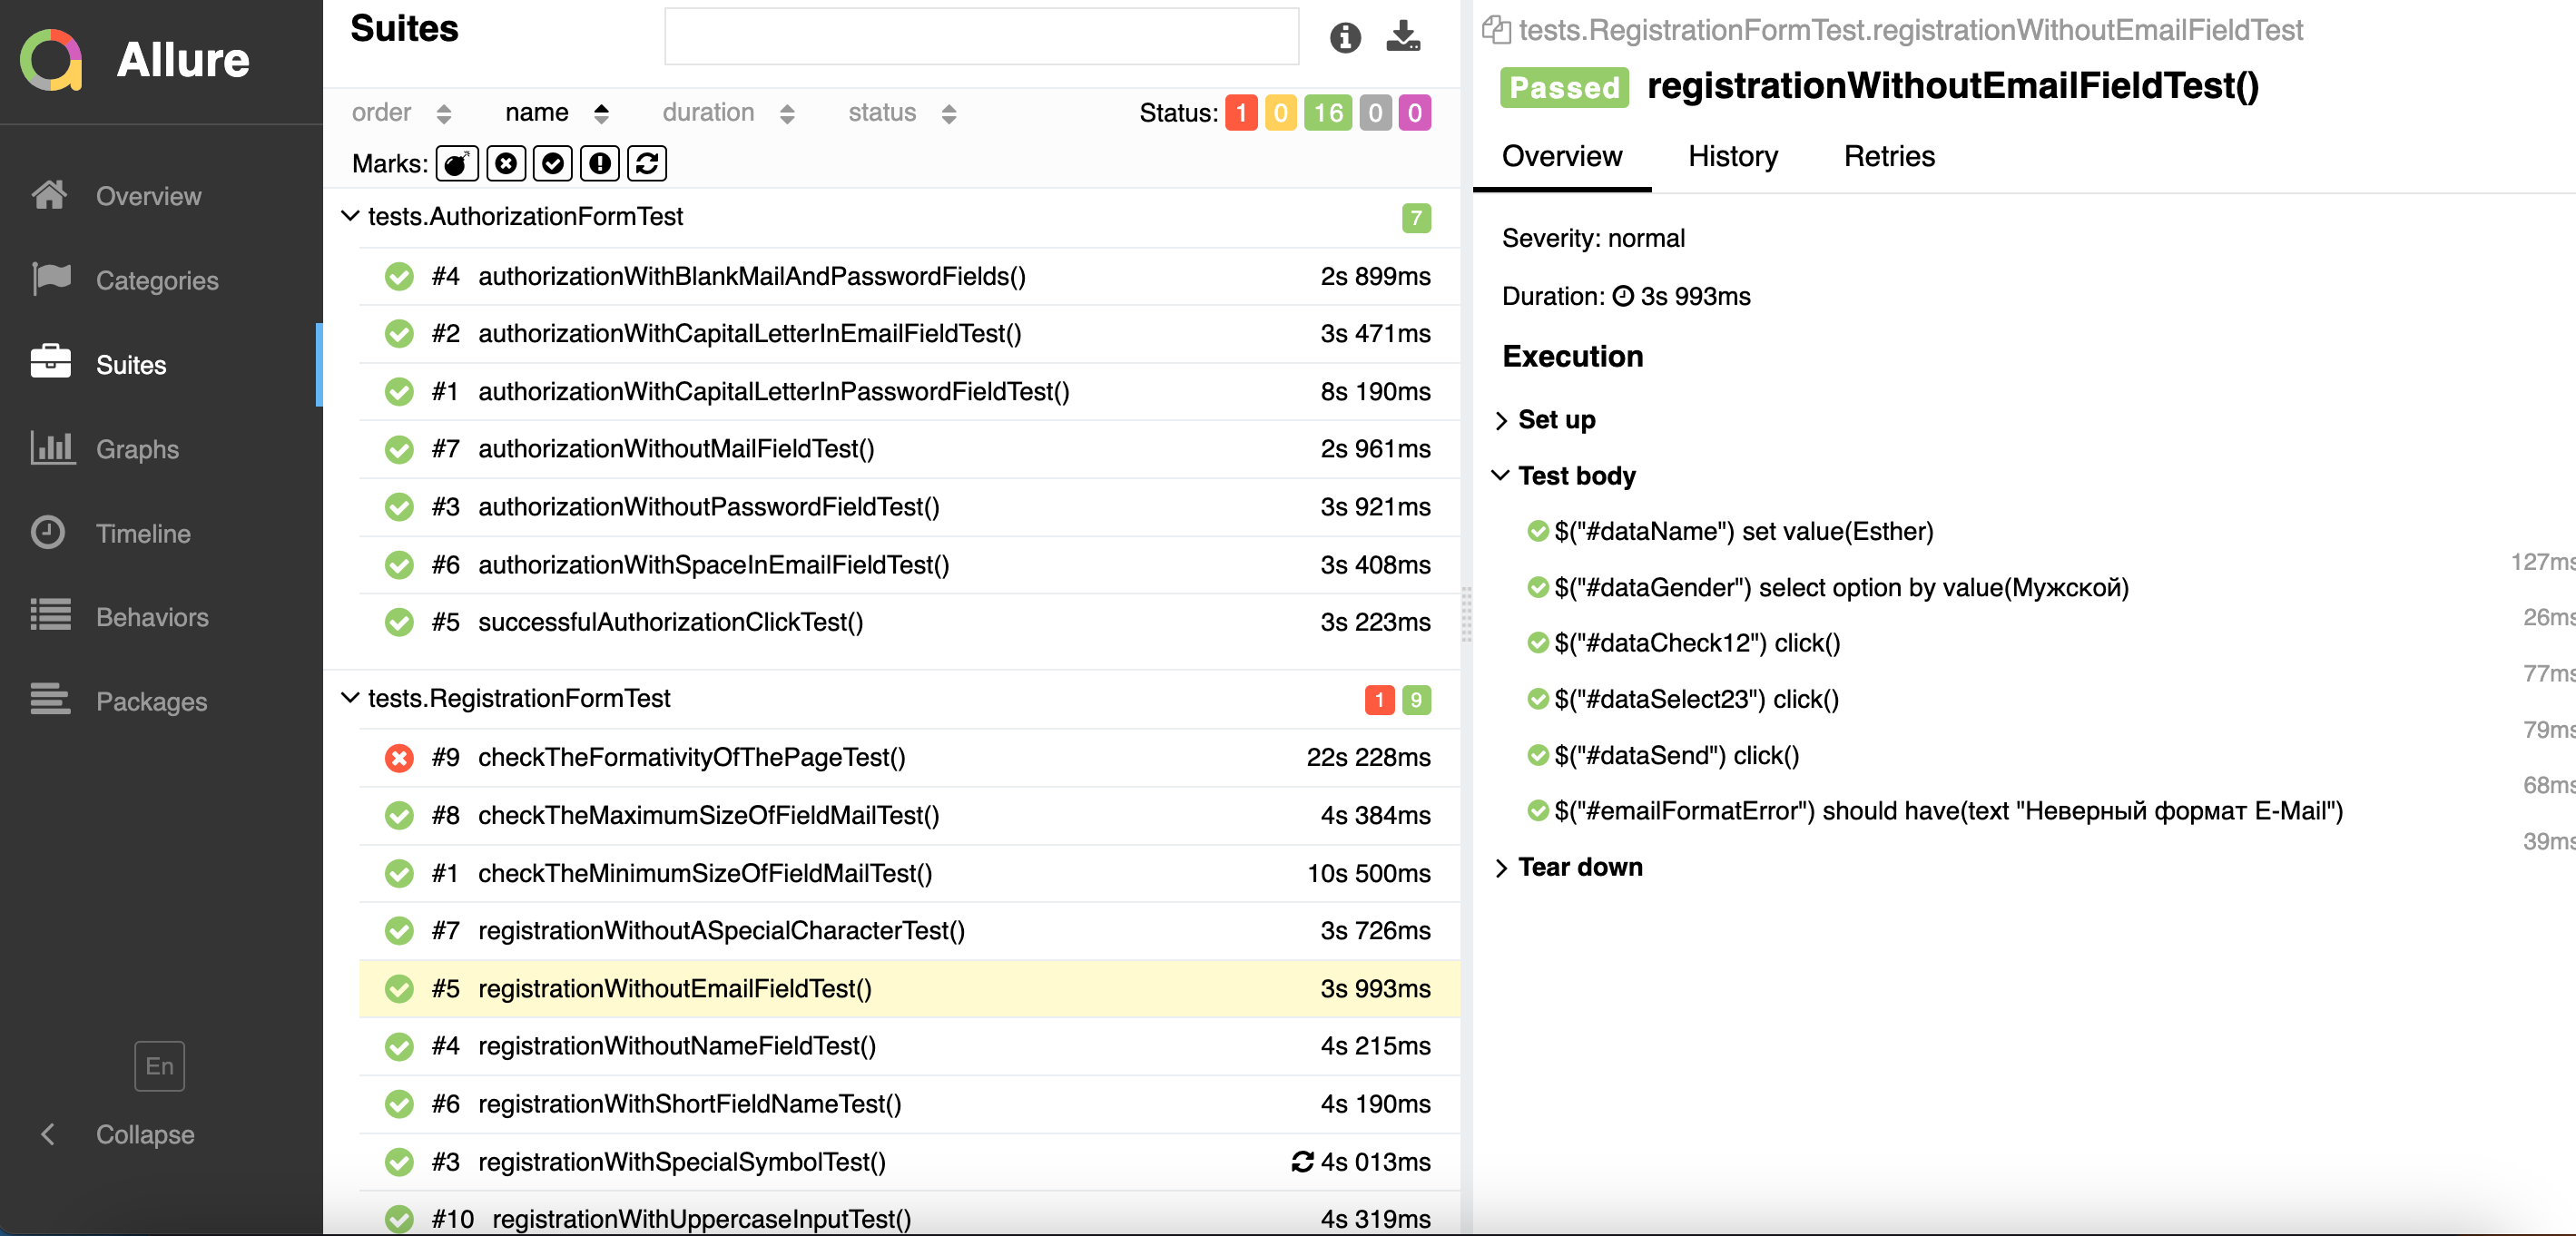 Allure
Overview
Categories
Suites
Graphs
Timeline
Behaviors
Packages
En
Collapse
Suites
order name duration status Status: 1 0 16 0 0
Marks:
tests.AuthorizationFormTest 7
#4 authorizationWithBlankMailAndPasswordFields() 2s 899ms
#2 authorizationWithCapitalLetterInEmailFieldTest() 3s 471ms
#1 authorizationWithCapitalLetterInPasswordFieldTest() 8s 190ms
#7 authorizationWithoutMailFieldTest() 2s 961ms
#3 authorizationWithoutPasswordFieldTest() 3s 921ms
#6 authorizationWithSpaceInEmailFieldTest() 3s 408ms
#5 successfulAuthorizationClickTest() 3s 223ms
tests.RegistrationFormTest 1 9
#9 checkTheFormativityOfThePageTest() 22s 228ms
#8 checkTheMaximumSizeOfFieldMailTest() 4s 384ms
#1 checkTheMinimumSizeOfFieldMailTest() 10s 500ms
#7 registrationWithoutASpecialCharacterTest() 3s 726ms
#5 registrationWithoutEmailFieldTest() 3s 993ms
#4 registrationWithoutNameFieldTest() 4s 215ms
#6 registrationWithShortFieldNameTest() 4s 190ms
#3 registrationWithSpecialSymbolTest() 4s 013ms
#10 registrationWithUppercaseInputTest() 4s 319ms
tests.RegistrationFormTest.registrationWithoutEmailFieldTest
Passed registrationWithoutEmailFieldTest()
Overview History Retries
Severity: normal
Duration: 3s 993ms
Execution
Set up
Test body
$("#dataName") set value(Esther)
127ms
$("#dataGender") select option by value(Мужской)
26ms
$("#dataCheck12") click()
77ms
$("#dataSelect23") click()
79ms
$("#dataSend") click()
68ms
$("#emailFormatError") should have(text "Неверный формат E-Mail")
39ms
Tear down